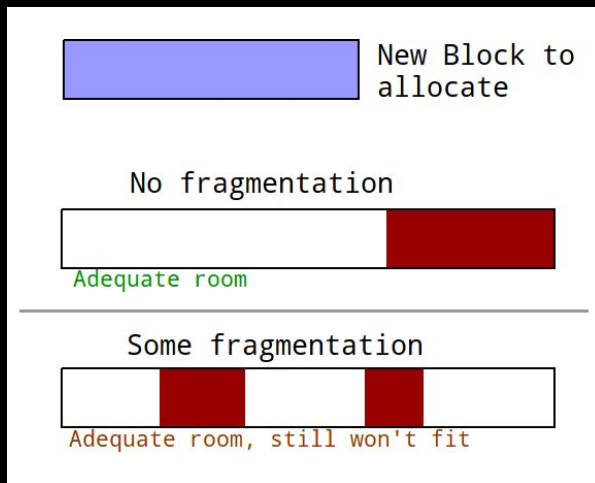 New Block to
allocate
No fragmentation
Adequate room
Some fragmentation
Adequate room, still won't fit